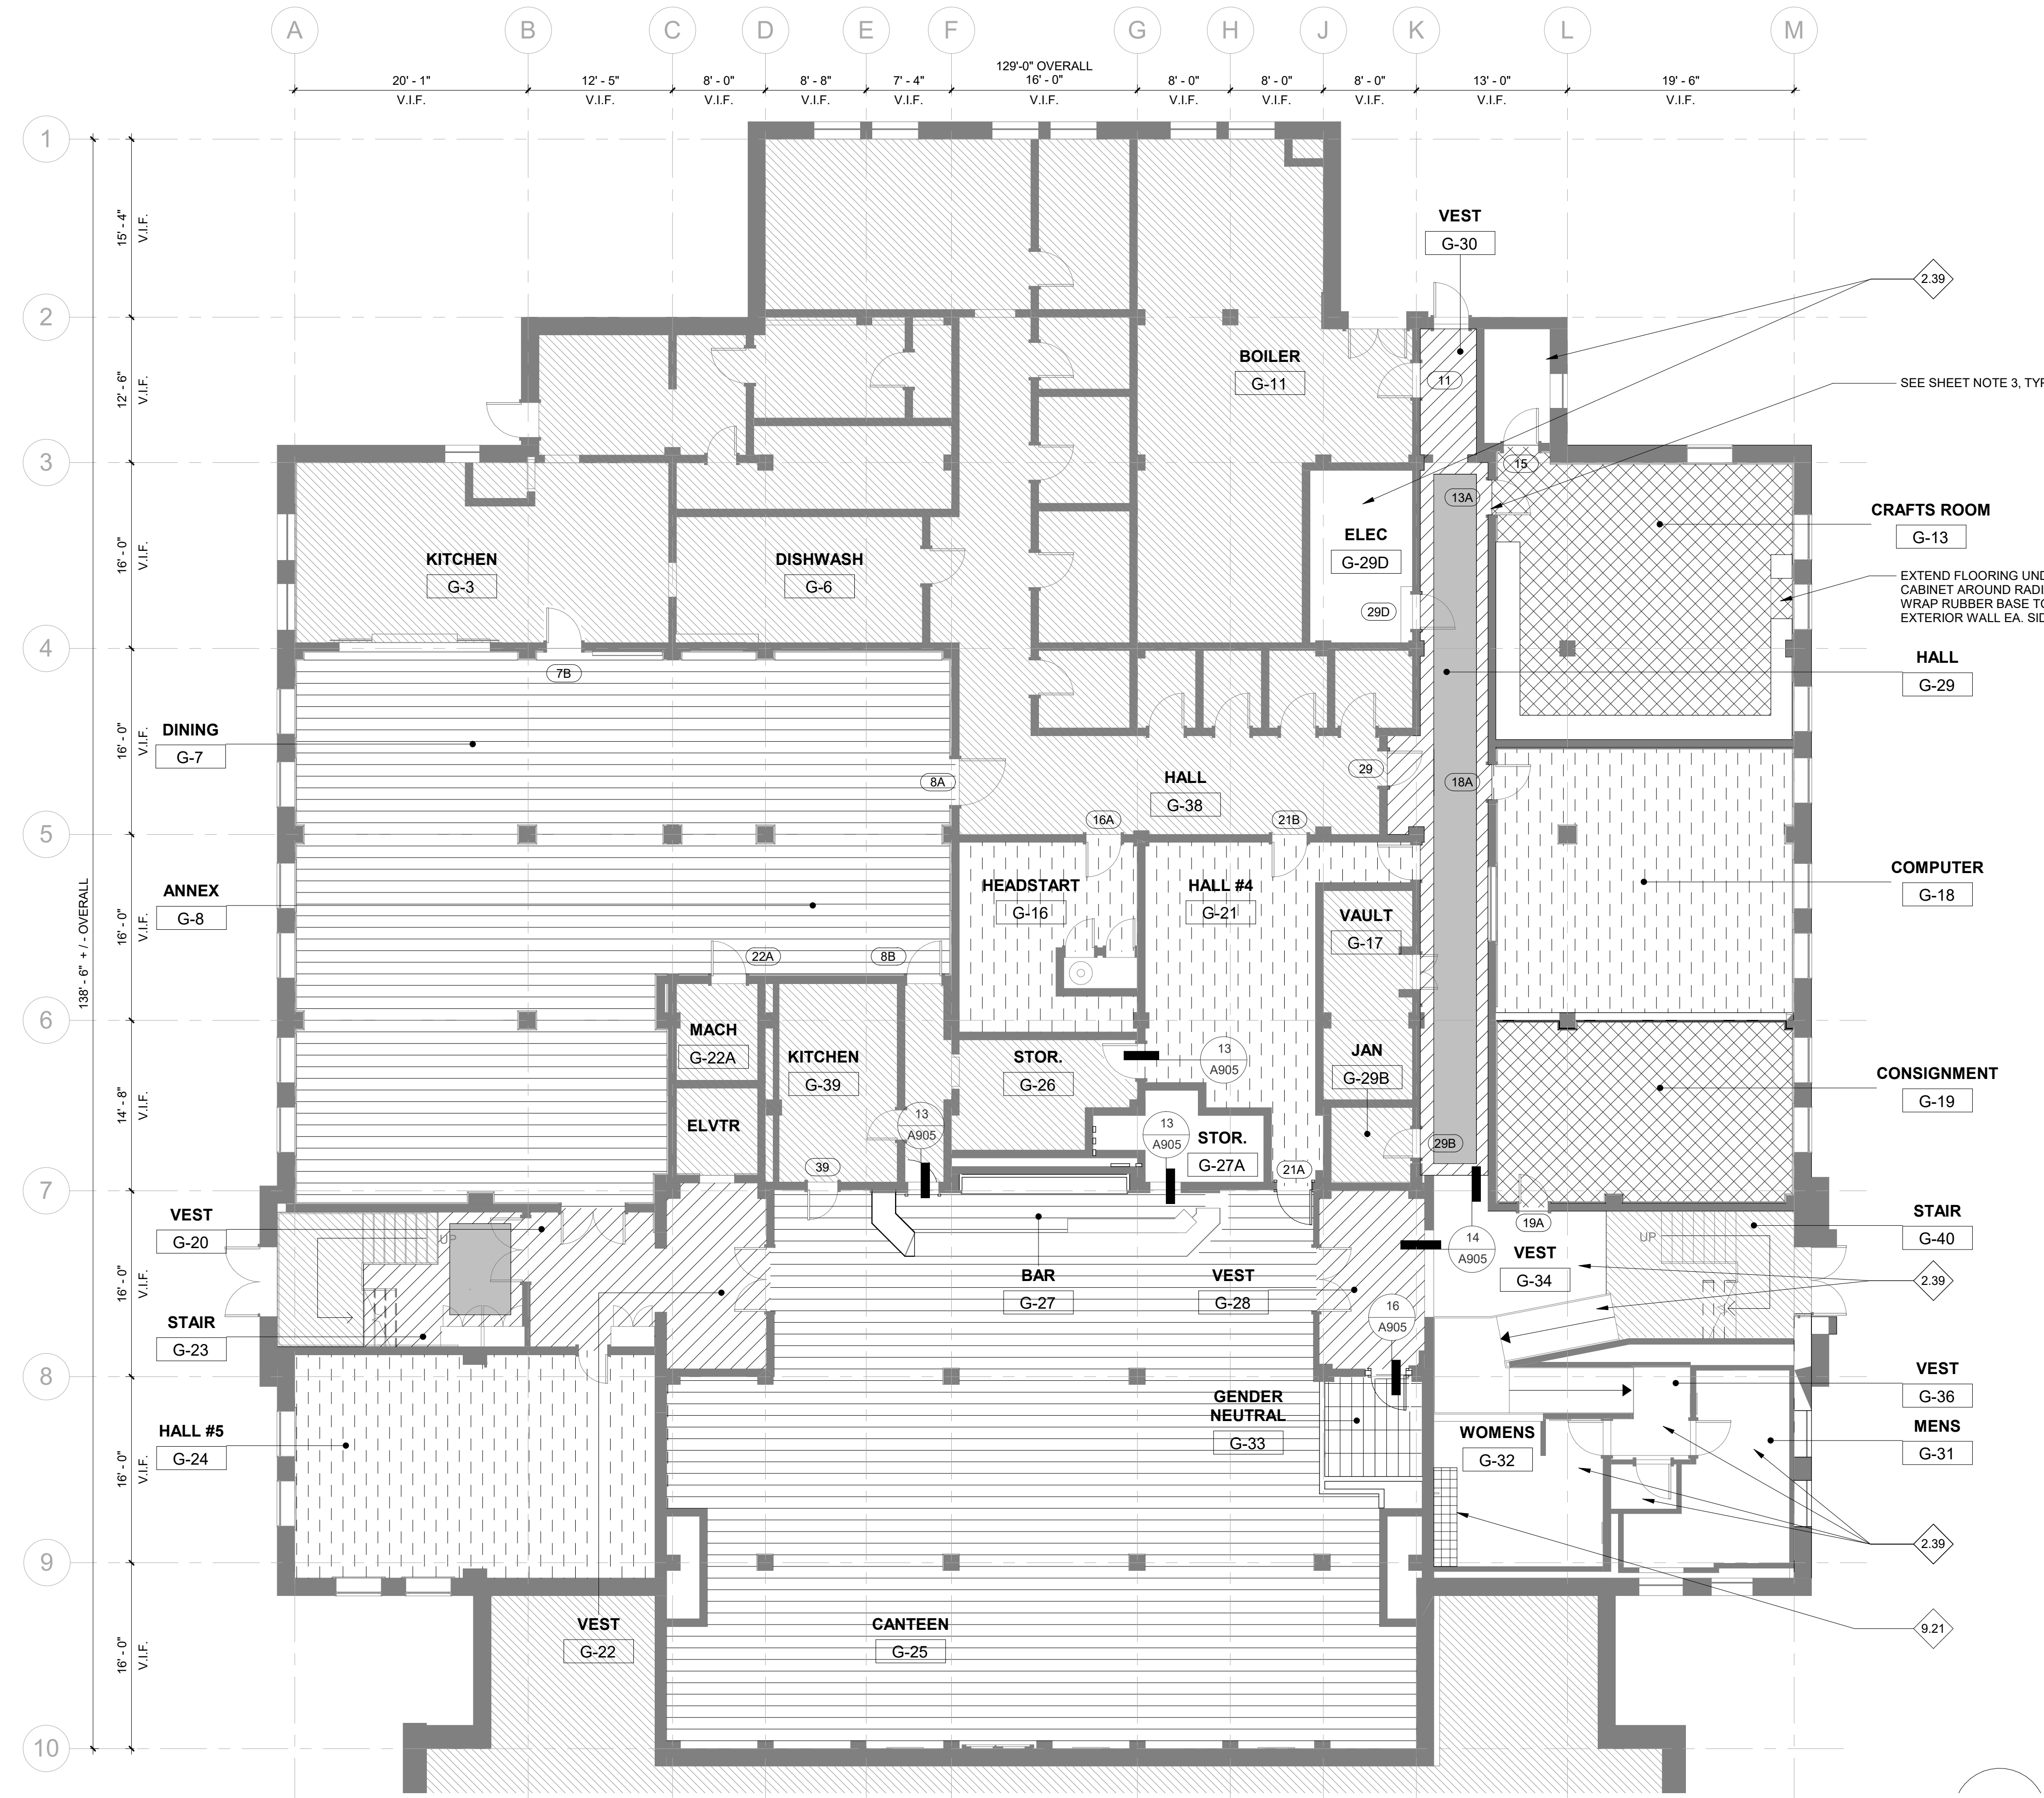 A B C D E F G H J K L M
129'-0" OVERALL
20' - 1" 12' - 5" 8' - 0" 8' - 8" 7' - 4" 16' - 0" 8' - 0" 8' - 0" 8' - 0" 13' - 0" 19' - 6"
V.I.F. V.I.F. V.I.F. V.I.F. V.I.F. V.I.F. V.I.F. V.I.F. V.I.F. V.I.F. V.I.F.
1
15' - 4"
V.I.F.
VEST
G-30
2.39
2
12' - 6"
V.I.F.
BOILER
G-11
11
SEE SHEET NOTE 3, TYP
3
15
13A
16' - 0"
V.I.F.
KITCHEN
G-3
DISHWASH
G-6
ELEC
G-29D
29D
CRAFTS ROOM
G-13
EXTEND FLOORING UND
CABINET AROUND RADI
WRAP RUBBER BASE TO
EXTERIOR WALL EA. SID
4
7B
HALL
G-29
16' - 0"
V.I.F.
DINING
G-7
8A
HALL
G-38
29
18A
16A
21B
5
138' - 6" + / - OVERALL
16' - 0"
V.I.F.
ANNEX
G-8
HEADSTART
G-16
HALL #4
G-21
VAULT
G-17
COMPUTER
G-18
22A
8B
6
14' - 8"
V.I.F.
MACH
G-22A
KITCHEN
G-39
STOR.
G-26
13
A905
JAN
G-29B
CONSIGNMENT
G-19
ELVTR
13
A905
13
A905
STOR.
G-27A
29B
39
21A
7
16' - 0"
V.I.F.
VEST
G-20
UP
19A
STAIR
G-40
UP
14
A905
VEST
G-34
BAR
G-27
VEST
G-28
2.39
16
A905
STAIR
G-23
8
16' - 0"
V.I.F.
HALL #5
G-24
GENDER
NEUTRAL
G-33
WOMENS
G-32
VEST
G-36
MENS
G-31
2.39
9
16' - 0"
V.I.F.
VEST
G-22
CANTEEN
G-25
9.21
10